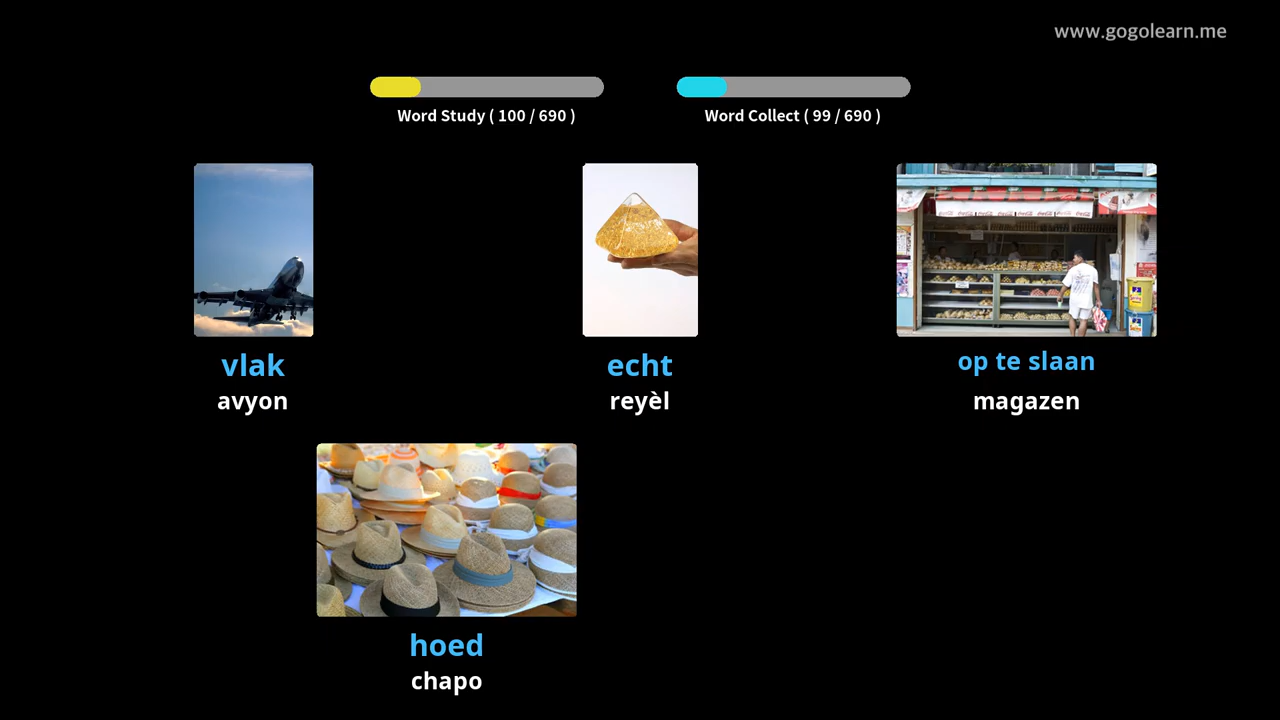 www.gogolearn.me
Word Study ( 100 / 690 )
Word Collect ( 99 / 690 )
vlak
avyon
echt
reyèl
op te slaan
magazen
hoed
chapo